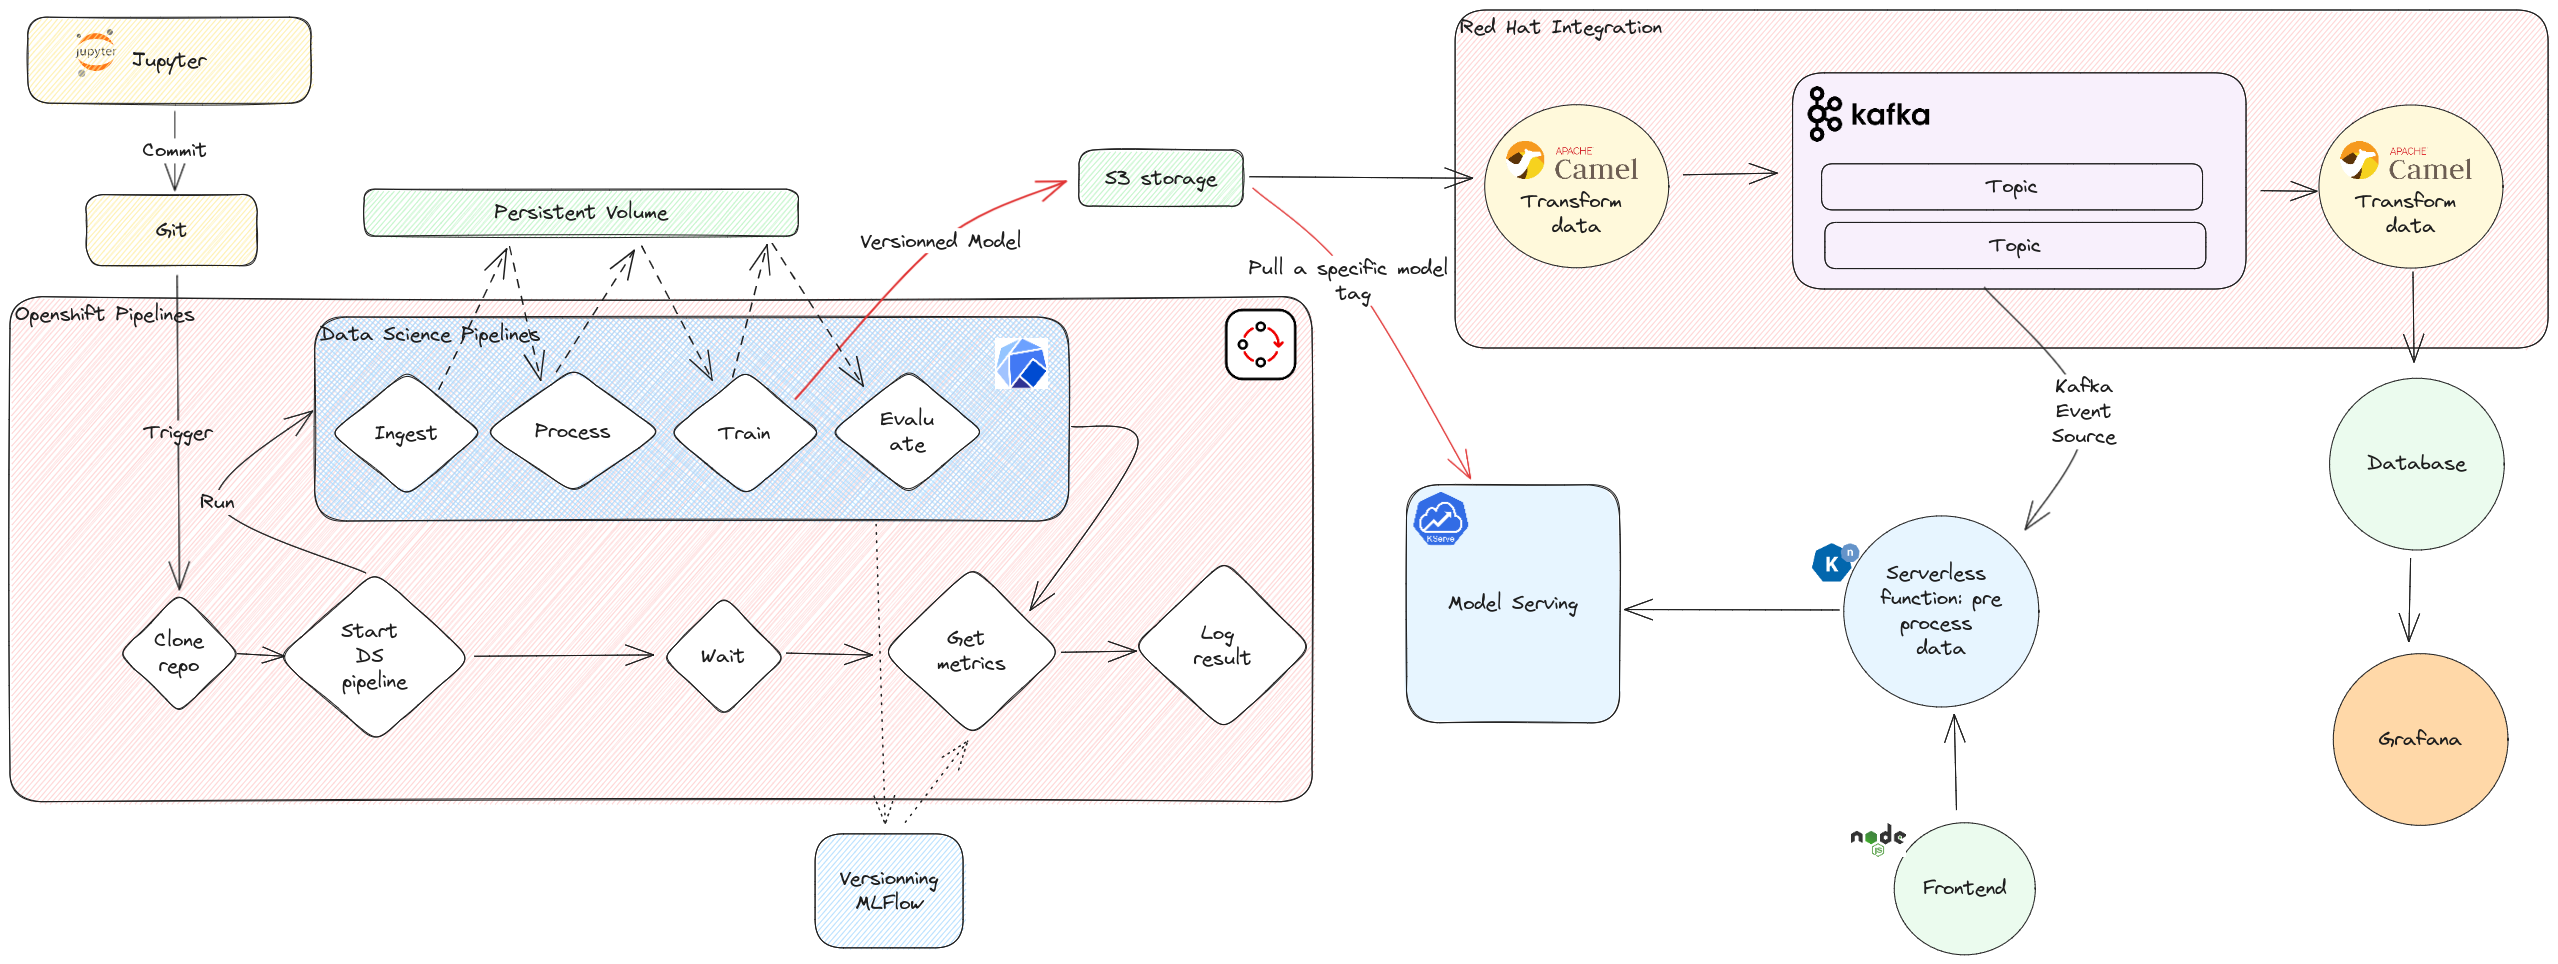 jupyter
Jupyter
Commit
Git
Persistent Volume
Versionned Model
S3 storage
Pull a specific model
tag
Red Hat Integration
APACHE
Camel
Transform
data
kafka
Topic
Topic
APACHE
Camel
Transform
data
Openshift Pipelines
Data Science Pipelines
Trigger
Run
Ingest
Process
Train
Evalu
ate
Clone
repo
Start
DS
pipeline
Wait
Get
metrics
Log
result
Versionning
MLFlow
KServe
Model Serving
Kafka
Event
Source
K
n
Serverless
function: pre
process
data
node
JS
Frontend
Database
Grafana